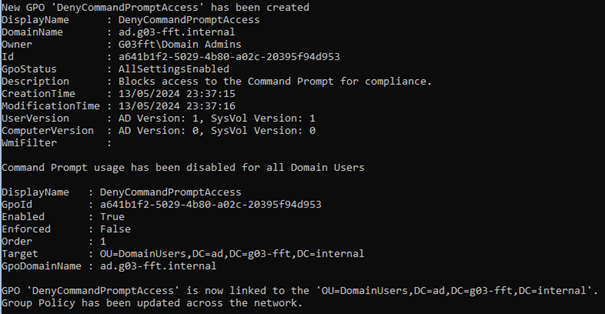 New GPO 'DenyCommandPromptAccess' has been created
DisplayName      : DenyCommandPromptAccess
DomainName       : ad.g03-fft.internal
Owner            : G03fft\Domain Admins
Id               : a641b1f2-5029-4b80-a02c-20395f94d953
GpoStatus        : AllSettingsEnabled
Description      : Blocks access to the Command Prompt for compliance.
CreationTime     : 13/05/2024 23:37:15
ModificationTime : 13/05/2024 23:37:16
UserVersion      : AD Version: 1, SysVol Version: 1
ComputerVersion  : AD Version: 0, SysVol Version: 0
WmiFilter        :
Command Prompt usage has been disabled for all Domain Users
DisplayName   : DenyCommandPromptAccess
GpoId         : a641b1f2-5029-4b80-a02c-20395f94d953
Enabled       : True
Enforced      : False
Order         : 1
Target        : OU=DomainUsers,DC=ad,DC=g03-fft,DC=internal
GpoDomainName : ad.g03-fft.internal
GPO 'DenyCommandPromptAccess' is now linked to the 'OU=DomainUsers,DC=ad,DC=g03-fft,DC=internal'.
Group Policy has been updated across the network.